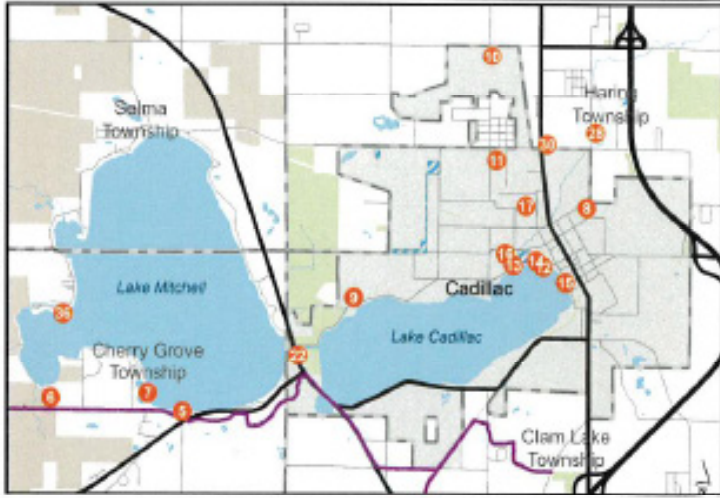 10
Selma
Township
Haring
Township
28
30
11
17
8
16
14
12
Lake Mitchell
9
Cadillac
15
36
Lake Cadillac
Cherry Grove
Township
22
6
7
5
Clam Lake
Township